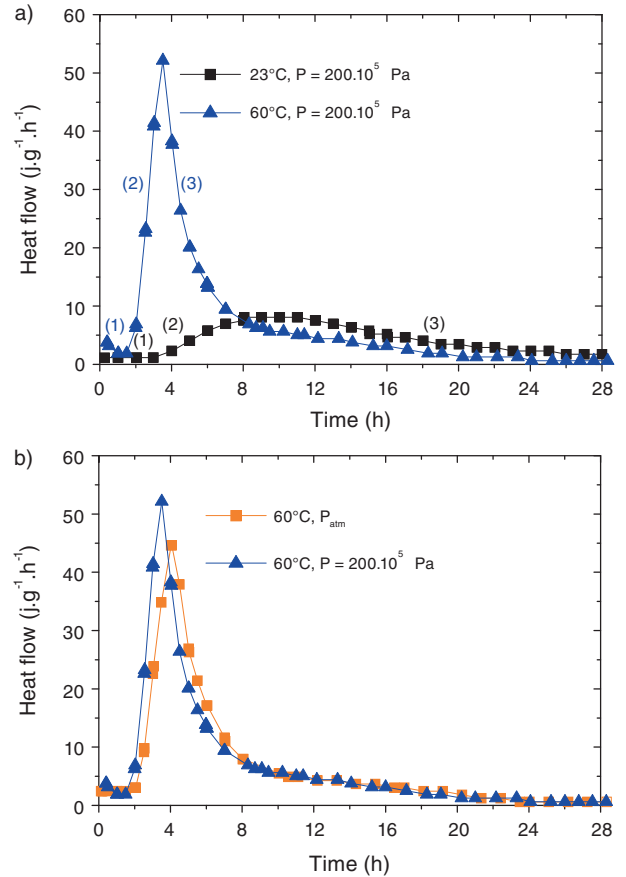 a)
60
50
40
30
20
10
0
Heat flow (j.g⁻¹.h⁻¹)
23°C, P = 200.10⁵ Pa
60°C, P = 200.10⁵ Pa
(2) (3)
(1) (1) (2) (3)
0 4 8 12 16 20 24 28
Time (h)
b)
60
50
40
30
20
10
0
Heat flow (j.g⁻¹.h⁻¹)
60°C, Patm
60°C, P = 200.10⁵ Pa
0 4 8 12 16 20 24 28
Time (h)